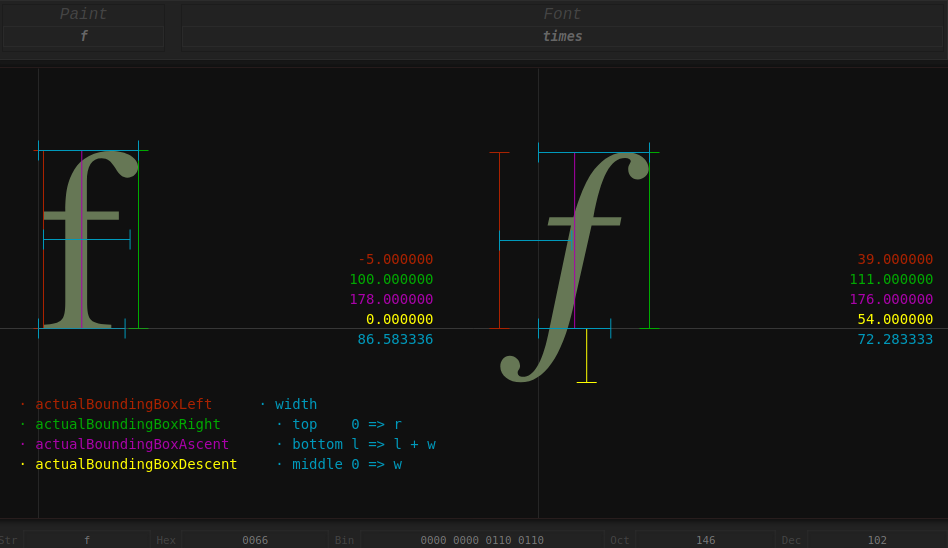 Paint Font
f times
f f
-5.000000 39.000000
100.000000 111.000000
178.000000 176.000000
0.000000 54.000000
86.583336 72.283333
· actualBoundingBoxLeft · width
· actualBoundingBoxRight · top 0 => r
· actualBoundingBoxAscent · bottom l => l + w
· actualBoundingBoxDescent · middle 0 => w
Str f Hex 0066 Bin 0000 0000 0110 0110 Oct 146 Dec 102